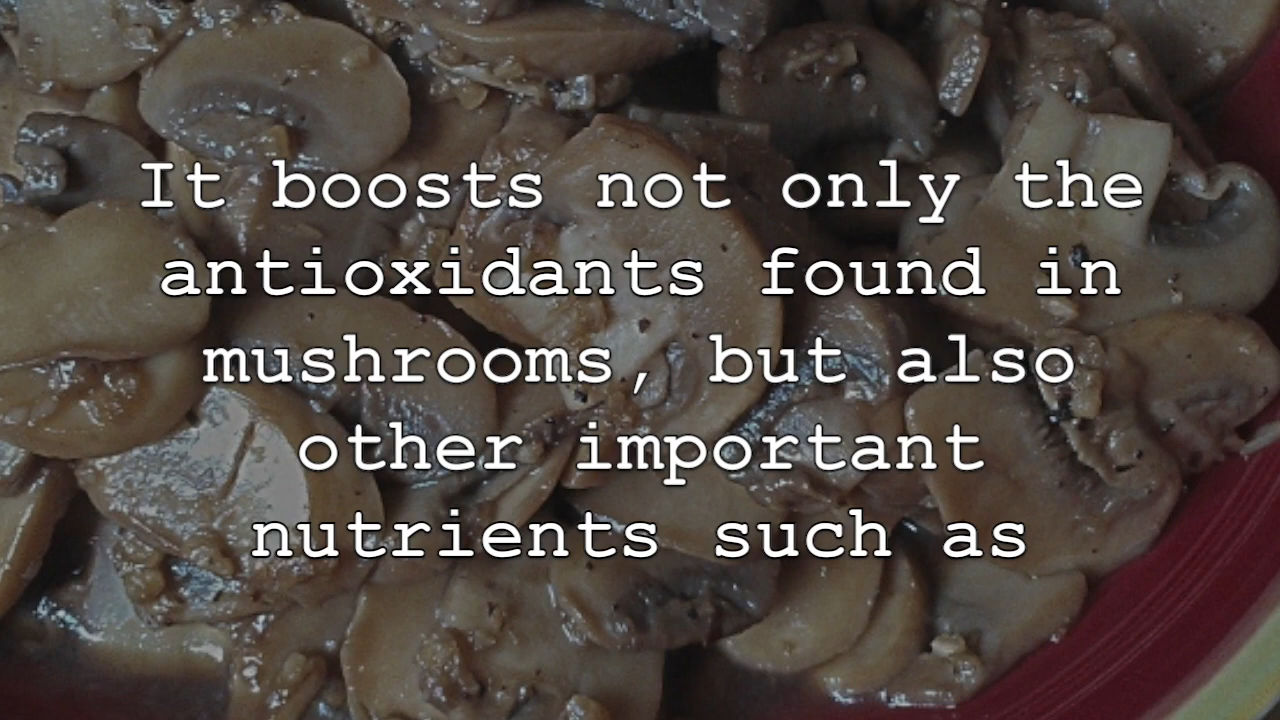 It boosts not only the
antioxidants found in
mushrooms, but also
other important
nutrients such as